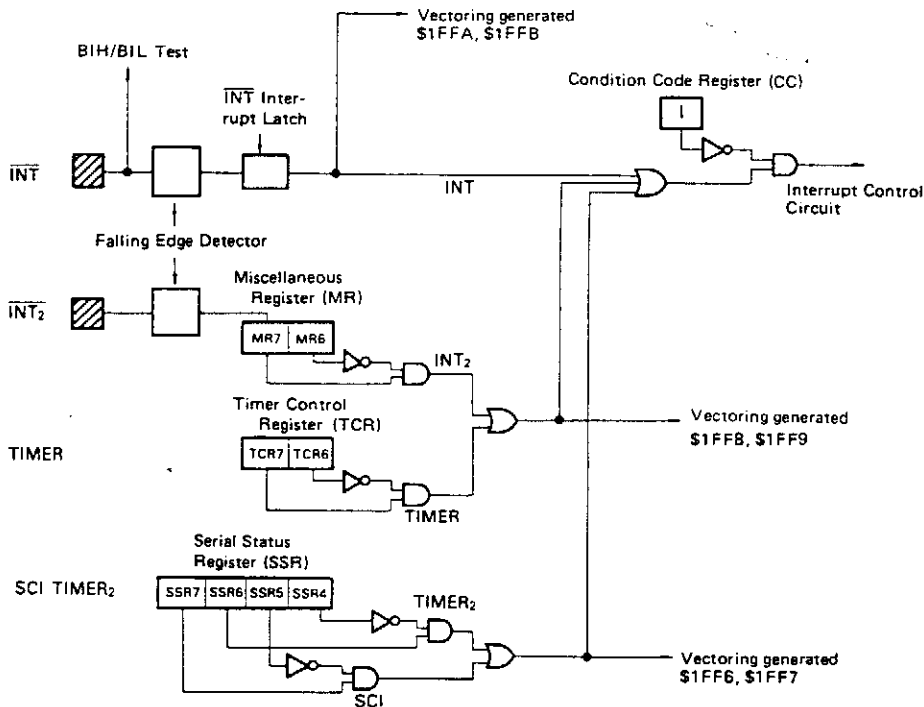 Vectoring generated
$1FFA, $1FFB
BIH/BIL Test
Condition Code Register (CC)
INT Inter-
rupt Latch
I
INT
INT
Interrupt Control
Circuit
Falling Edge Detector
Miscellaneous
Register (MR)
INT2
MR7 MR6
INT2
Timer Control
Register (TCR)
Vectoring generated
$1FF8, $1FF9
TIMER
TCR7 TCR6
TIMER
Serial Status
Register (SSR)
SCI TIMER2
SSR7 SSR6 SSR5 SSR4
TIMER2
Vectoring generated
$1FF6, $1FF7
SCI